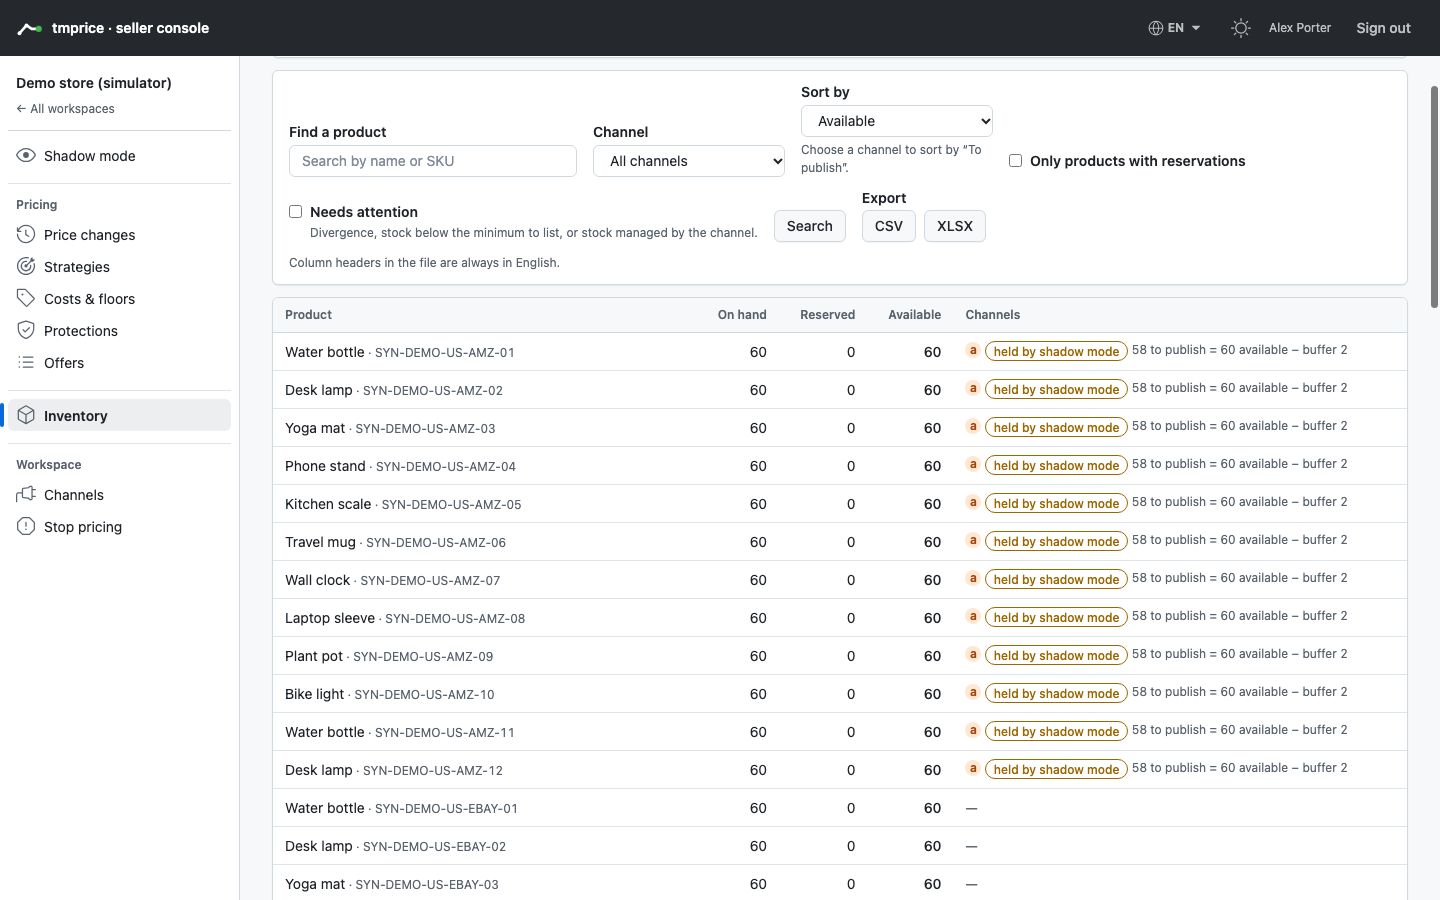 tmprice · seller console
EN
Alex Porter
Sign out
Demo store (simulator)
← All workspaces
Shadow mode
Pricing
Price changes
Strategies
Costs & floors
Protections
Offers
Inventory
Workspace
Channels
Stop pricing
Find a product
Search by name or SKU
Channel
All channels
Sort by
Available
Choose a channel to sort by “To
publish”.
Only products with reservations
Needs attention
Divergence, stock below the minimum to list, or stock managed by the channel.
Search
Export
CSV
XLSX
Column headers in the file are always in English.
Product On hand Reserved Available Channels
Water bottle · SYN-DEMO-US-AMZ-01 60 0 60 a held by shadow mode 58 to publish = 60 available − buffer 2
Desk lamp · SYN-DEMO-US-AMZ-02 60 0 60 a held by shadow mode 58 to publish = 60 available − buffer 2
Yoga mat · SYN-DEMO-US-AMZ-03 60 0 60 a held by shadow mode 58 to publish = 60 available − buffer 2
Phone stand · SYN-DEMO-US-AMZ-04 60 0 60 a held by shadow mode 58 to publish = 60 available − buffer 2
Kitchen scale · SYN-DEMO-US-AMZ-05 60 0 60 a held by shadow mode 58 to publish = 60 available − buffer 2
Travel mug · SYN-DEMO-US-AMZ-06 60 0 60 a held by shadow mode 58 to publish = 60 available − buffer 2
Wall clock · SYN-DEMO-US-AMZ-07 60 0 60 a held by shadow mode 58 to publish = 60 available − buffer 2
Laptop sleeve · SYN-DEMO-US-AMZ-08 60 0 60 a held by shadow mode 58 to publish = 60 available − buffer 2
Plant pot · SYN-DEMO-US-AMZ-09 60 0 60 a held by shadow mode 58 to publish = 60 available − buffer 2
Bike light · SYN-DEMO-US-AMZ-10 60 0 60 a held by shadow mode 58 to publish = 60 available − buffer 2
Water bottle · SYN-DEMO-US-AMZ-11 60 0 60 a held by shadow mode 58 to publish = 60 available − buffer 2
Desk lamp · SYN-DEMO-US-AMZ-12 60 0 60 a held by shadow mode 58 to publish = 60 available − buffer 2
Water bottle · SYN-DEMO-US-EBAY-01 60 0 60 —
Desk lamp · SYN-DEMO-US-EBAY-02 60 0 60 —
Yoga mat · SYN-DEMO-US-EBAY-03 60 0 60 —